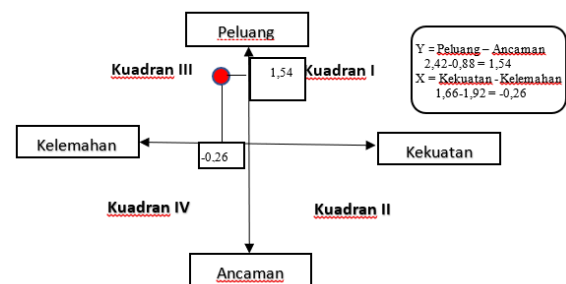 Peluang
Kuadran III
1,54
Kuadran I
Y = Peluang – Ancaman
2,42-0,88 = 1,54
X = Kekuatan - Kelemahan
1,66-1,92 = -0,26
Kelemahan
-0,26
Kekuatan
Kuadran IV
Kuadran II
Ancaman